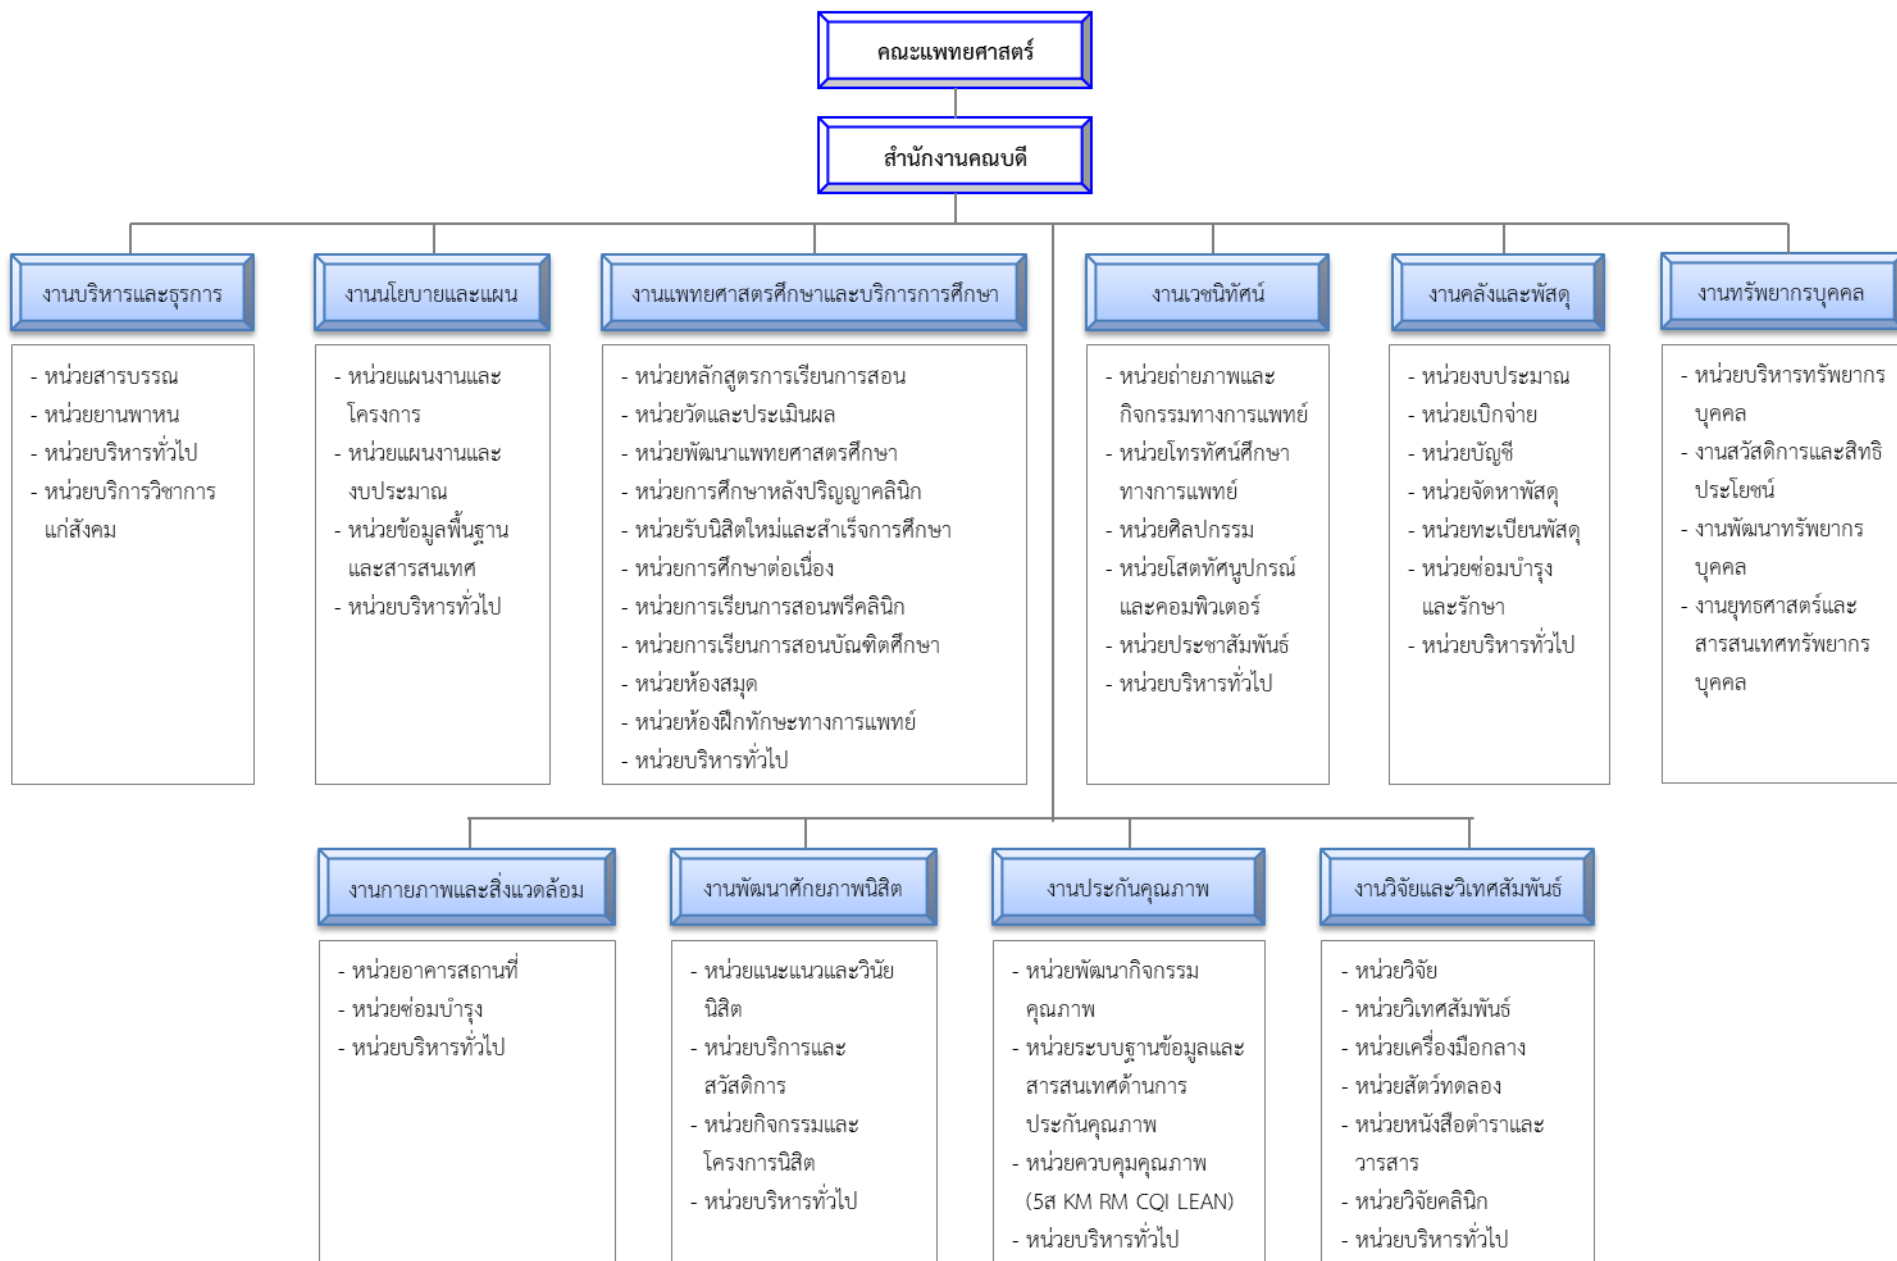 คณะแพทยศาสตร์
สำนักงานคณบดี
งานบริหารและธุรการ
- หน่วยสารบรรณ
- หน่วยยานพาหน
- หน่วยบริหารทั่วไป
- หน่วยบริการวิชาการ
แก่สังคม
งานนโยบายและแผน
- หน่วยแผนงานและ
โครงการ
- หน่วยแผนงานและ
งบประมาณ
- หน่วยข้อมูลพื้นฐาน
และสารสนเทศ
- หน่วยบริหารทั่วไป
งานแพทยศาสตรศึกษาและบริการการศึกษา
- หน่วยหลักสูตรการเรียนการสอน
- หน่วยวัดและประเมินผล
- หน่วยพัฒนาแพทยศาสตรศึกษา
- หน่วยการศึกษาหลังปริญญาคลินิก
- หน่วยรับนิสิตใหม่และสำเร็จการศึกษา
- หน่วยการศึกษาต่อเนื่อง
- หน่วยการเรียนการสอนพรีคลินิก
- หน่วยการเรียนการสอนบัณฑิตศึกษา
- หน่วยห้องสมุด
- หน่วยห้องฝึกทักษะทางการแพทย์
- หน่วยบริหารทั่วไป
งานเวชนิทัศน์
- หน่วยถ่ายภาพและ
กิจกรรมทางการแพทย์
- หน่วยโทรทัศน์ศึกษา
ทางการแพทย์
- หน่วยศิลปกรรม
- หน่วยโสตทัศนูปกรณ์
และคอมพิวเตอร์
- หน่วยประชาสัมพันธ์
- หน่วยบริหารทั่วไป
งานคลังและพัสดุ
- หน่วยงบประมาณ
- หน่วยเบิกจ่าย
- หน่วยบัญชี
- หน่วยจัดหาพัสดุ
- หน่วยทะเบียนพัสดุ
- หน่วยซ่อมบำรุง
และรักษา
- หน่วยบริหารทั่วไป
งานทรัพยากรบุคคล
- หน่วยบริหารทรัพยากร
บุคคล
- งานสวัสดิการและสิทธิ
ประโยชน์
- งานพัฒนาทรัพยากร
บุคคล
- งานยุทธศาสตร์และ
สารสนเทศทรัพยากร
บุคคล
งานกายภาพและสิ่งแวดล้อม
- หน่วยอาคารสถานที่
- หน่วยซ่อมบำรุง
- หน่วยบริหารทั่วไป
งานพัฒนาศักยภาพนิสิต
- หน่วยแนะแนวและวินัย
นิสิต
- หน่วยบริการและ
สวัสดิการ
- หน่วยกิจกรรมและ
โครงการนิสิต
- หน่วยบริหารทั่วไป
งานประกันคุณภาพ
- หน่วยพัฒนากิจกรรม
คุณภาพ
- หน่วยระบบฐานข้อมูลและ
สารสนเทศด้านการ
ประกันคุณภาพ
- หน่วยควบคุมคุณภาพ
(5ส KM RM CQI LEAN)
- หน่วยบริหารทั่วไป
งานวิจัยและวิเทศสัมพันธ์
- หน่วยวิจัย
- หน่วยวิเทศสัมพันธ์
- หน่วยเครื่องมือกลาง
- หน่วยสัตว์ทดลอง
- หน่วยหนังสือตำราและ
วารสาร
- หน่วยวิจัยคลินิก
- หน่วยบริหารทั่วไป